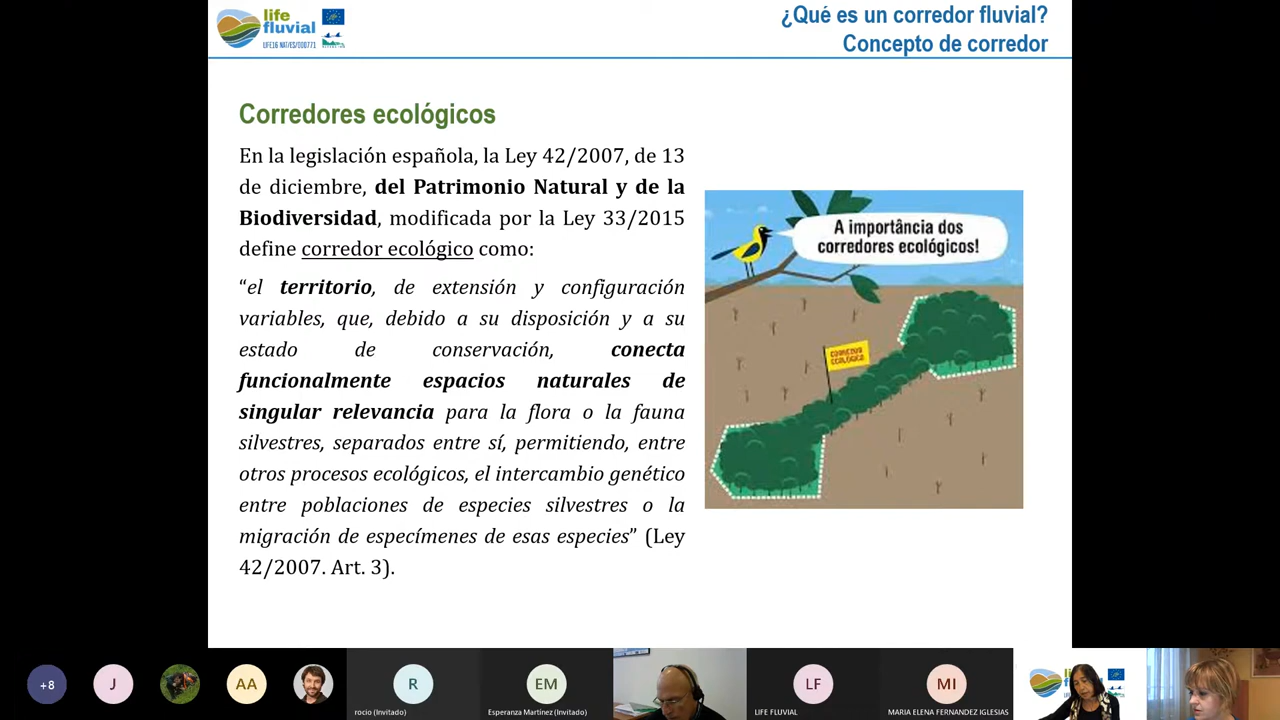 life
fluvial
LIFE16 NAT/ES/000771
¿Qué es un corredor fluvial?
Concepto de corredor
Corredores ecológicos
En la legislación española, la Ley 42/2007, de 13
de diciembre, del Patrimonio Natural y de la
Biodiversidad, modificada por la Ley 33/2015
define corredor ecológico como:
“el territorio, de extensión y configuración
variables, que, debido a su disposición y a su
estado de conservación, conecta
funcionalmente espacios naturales de
singular relevancia para la flora o la fauna
silvestres, separados entre sí, permitiendo, entre
otros procesos ecológicos, el intercambio genético
entre poblaciones de especies silvestres o la
migración de especímenes de esas especies” (Ley
42/2007. Art. 3).
A importância dos
corredores ecológicos!
CORREDOR
ECOLÓGICO
+8
J
AA
R
rocio (Invitado)
EM
Esperanza Martínez (Invitado)
LF
LIFE FLUVIAL
MI
MARIA ELENA FERNANDEZ IGLESIAS
life
fluvial